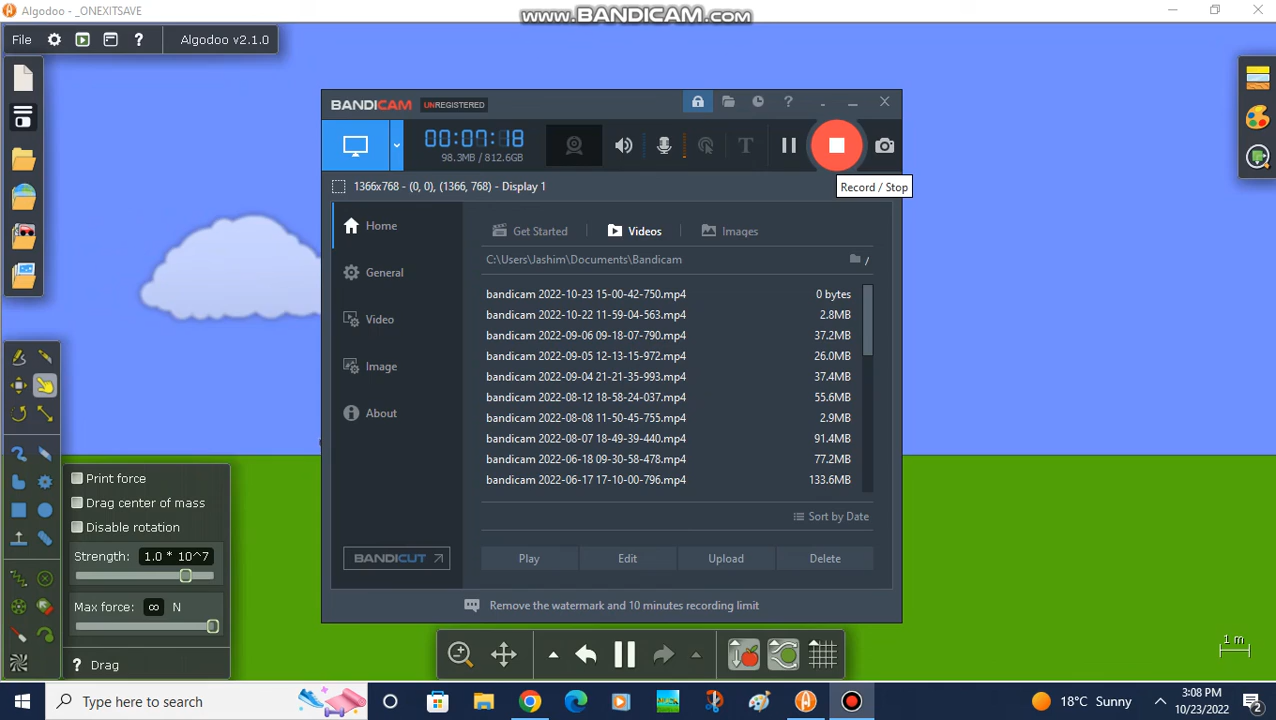 Algodoo - _ONEXITSAVE
www.BANDICAM.com
File
?
Algodoo v2.1.0
BANDICAM
UNREGISTERED
?
00:07:18
98.3MB / 812.6GB
T
Record / Stop
1366x768 - (0, 0), (1366, 768) - Display 1
Home
General
Video
Image
About
BANDICUT
Get Started
Videos
Images
C:\Users\Jashim\Documents\Bandicam
/
bandicam 2022-10-23 15-00-42-750.mp4 0 bytes
bandicam 2022-10-22 11-59-04-563.mp4 2.8MB
bandicam 2022-09-06 09-18-07-790.mp4 37.2MB
bandicam 2022-09-05 12-13-15-972.mp4 26.0MB
bandicam 2022-09-04 21-21-35-993.mp4 37.4MB
bandicam 2022-08-12 18-58-24-037.mp4 55.6MB
bandicam 2022-08-08 11-50-45-755.mp4 2.9MB
bandicam 2022-08-07 18-49-39-440.mp4 91.4MB
bandicam 2022-06-18 09-30-58-478.mp4 77.2MB
bandicam 2022-06-17 17-10-00-796.mp4 133.6MB
Sort by Date
Play
Edit
Upload
Delete
Remove the watermark and 10 minutes recording limit
Print force
Drag center of mass
Disable rotation
Strength: 1.0 * 10^7
Max force: ∞ N
? Drag
1 m
Type here to search
18°C Sunny
3:08 PM
10/23/2022
2